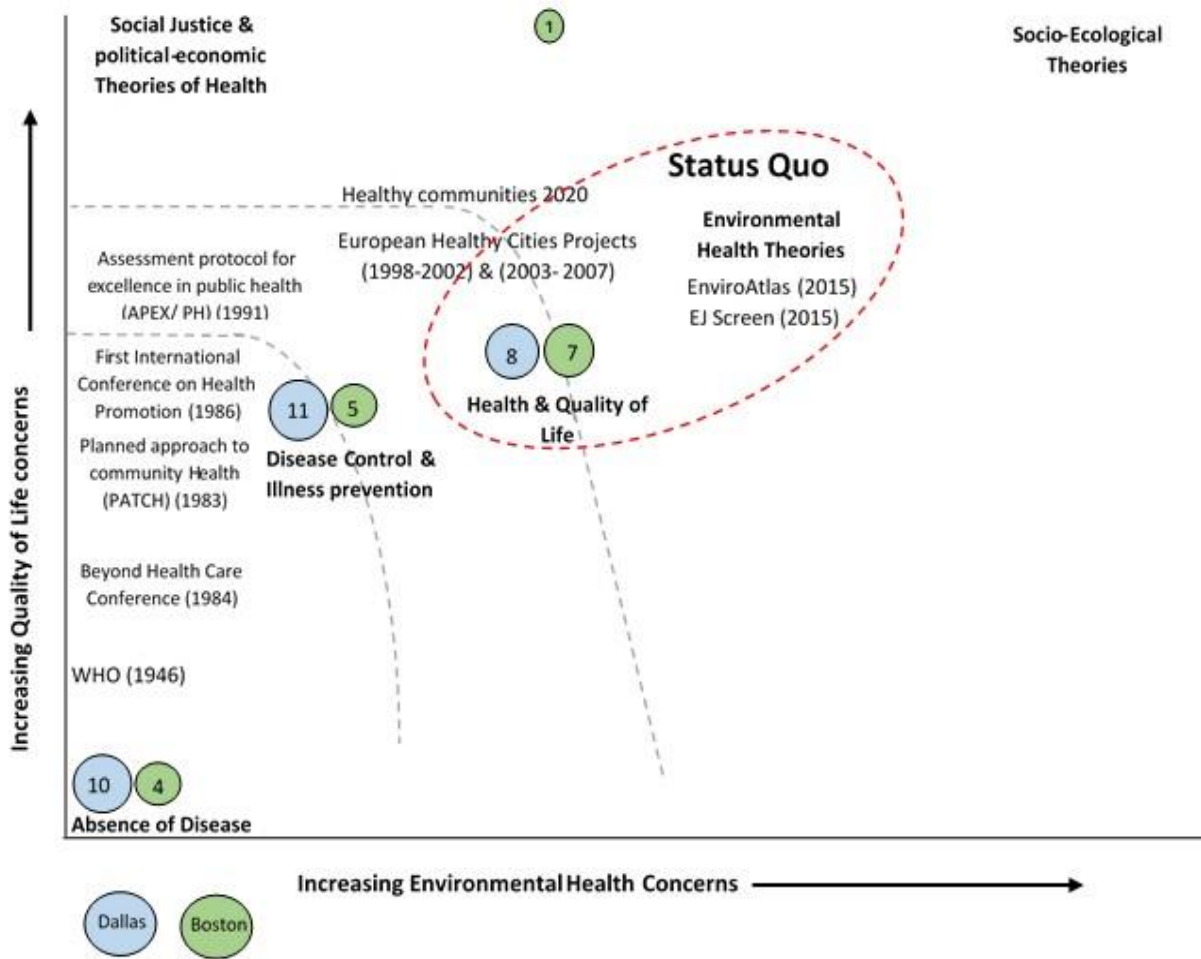 Social Justice &
political-economic
Theories of Health
1
Socio-Ecological
Theories
Status Quo
Healthy communities 2020
Environmental
Health Theories
European Healthy Cities Projects
(1998-2002) & (2003- 2007)
EnviroAtlas (2015)
EJ Screen (2015)
Assessment protocol for
excellence in public health
(APEX/ PH) (1991)
First International
Conference on Health
Promotion (1986)
8
7
Health & Quality of
Life
11
5
Disease Control &
Illness prevention
Planned approach to
community Health
(PATCH) (1983)
Beyond Health Care
Conference (1984)
WHO (1946)
10
4
Absence of Disease
Increasing Quality of Life concerns
Increasing Environmental Health Concerns
Dallas
Boston